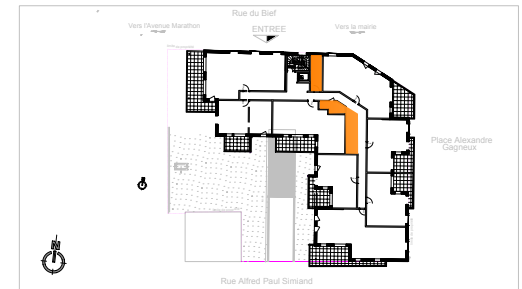 Rue du Bief
Vers l'Avenue Marathon
ENTREE
Vers la mairie
Place Alexandre
Gagneux
N
Rue Alfred Paul Simiand